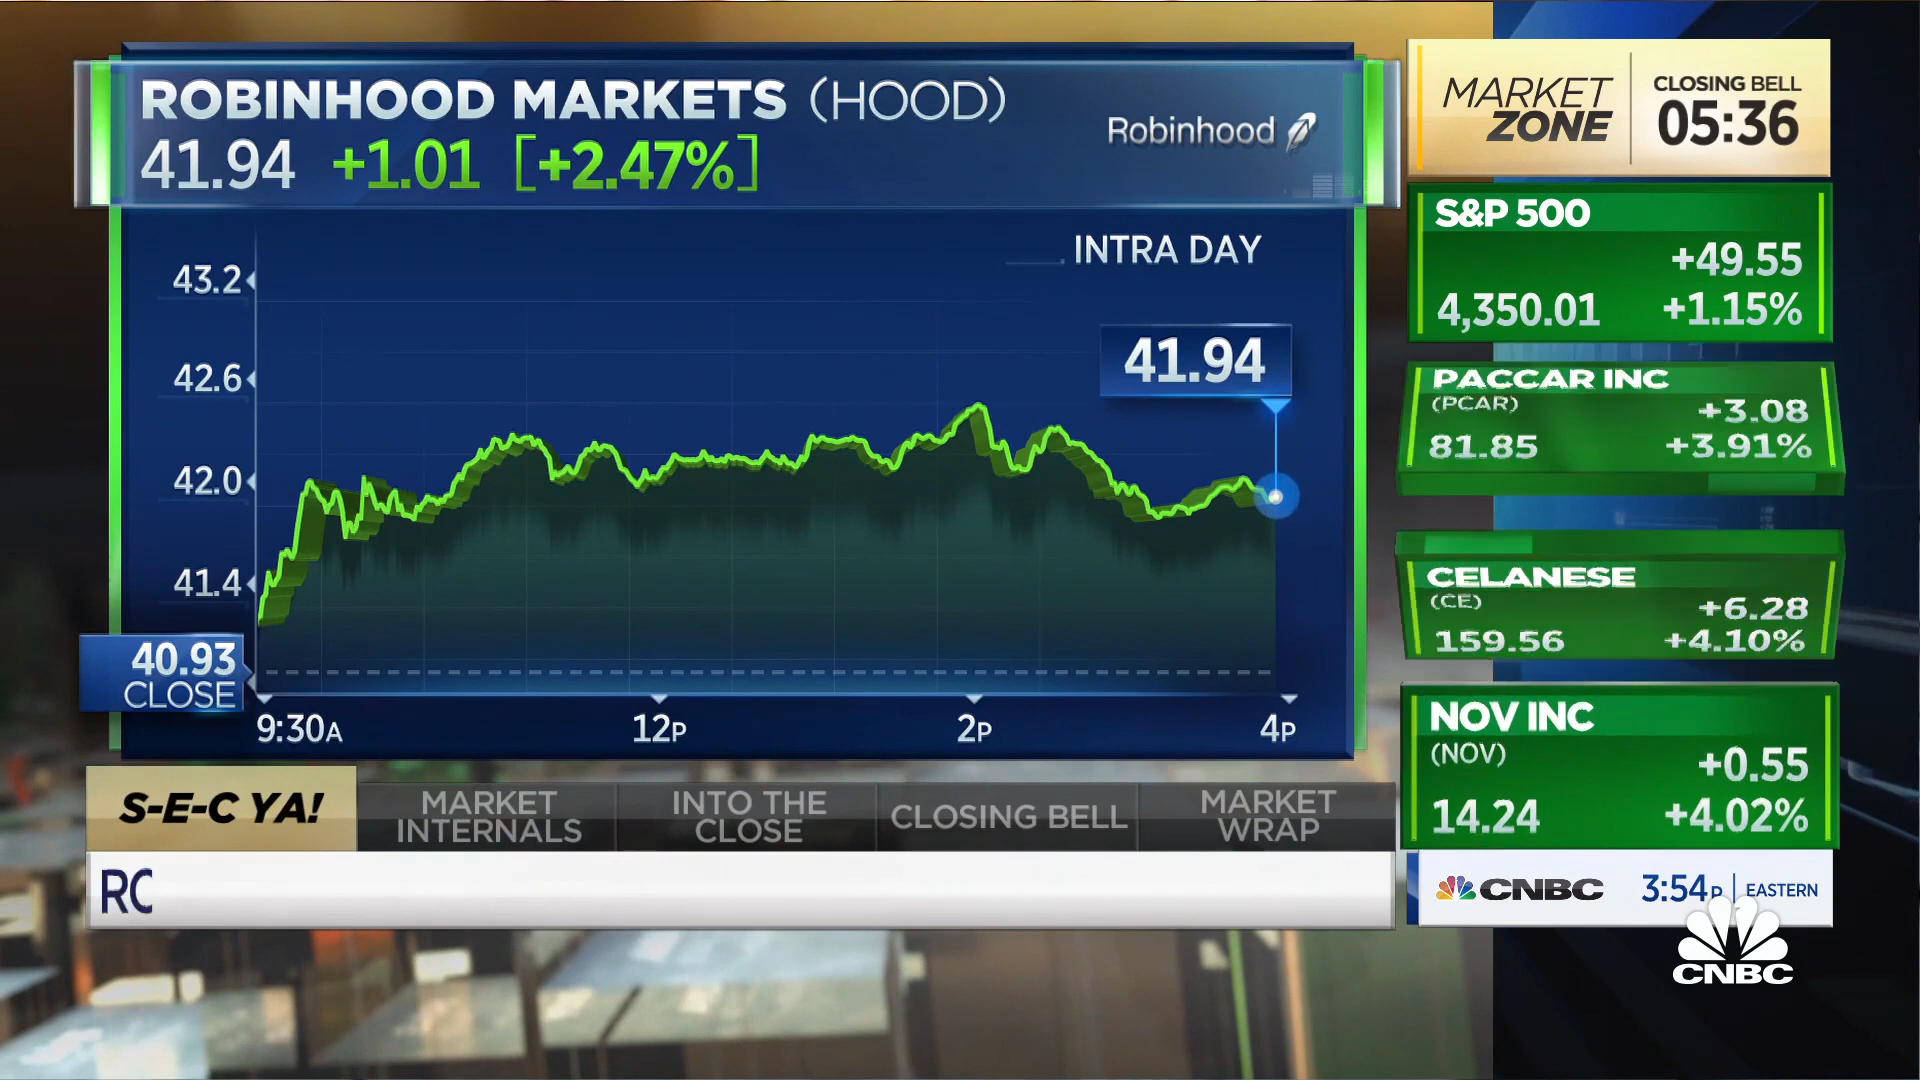 ROBINHOOD MARKETS (HOOD)
41.94 +1.01 [+2.47%]
Robinhood
INTRA DAY
43.2
42.6
42.0
41.4
41.94
40.93
CLOSE
9:30A 12P 2P 4P
MARKET
ZONE
CLOSING BELL
05:36
S&P 500
+49.55
4,350.01 +1.15%
PACCAR INC
(PCAR)
+3.08
81.85 +3.91%
CELANESE
(CE)
+6.28
159.56 +4.10%
NOV INC
(NOV)
+0.55
14.24 +4.02%
S-E-C YA!
MARKET
INTERNALS
INTO THE
CLOSE
CLOSING BELL
MARKET
WRAP
RC
CNBC 3:54P EASTERN
CNBC